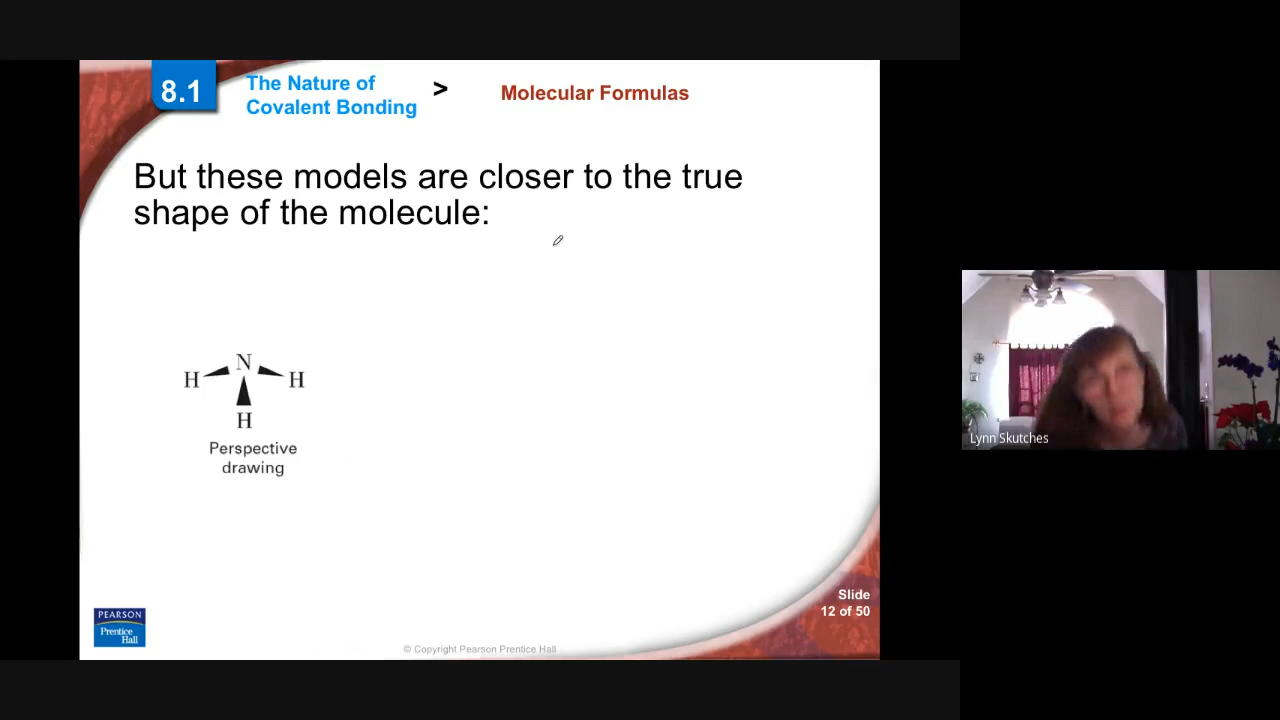 8.1
The Nature of
Covalent Bonding
>
Molecular Formulas
But these models are closer to the true
shape of the molecule:
N
H H
H
Perspective
drawing
Lynn Skutches
Slide
12 of 50
PEARSON
Prentice
Hall
© Copyright Pearson Prentice Hall